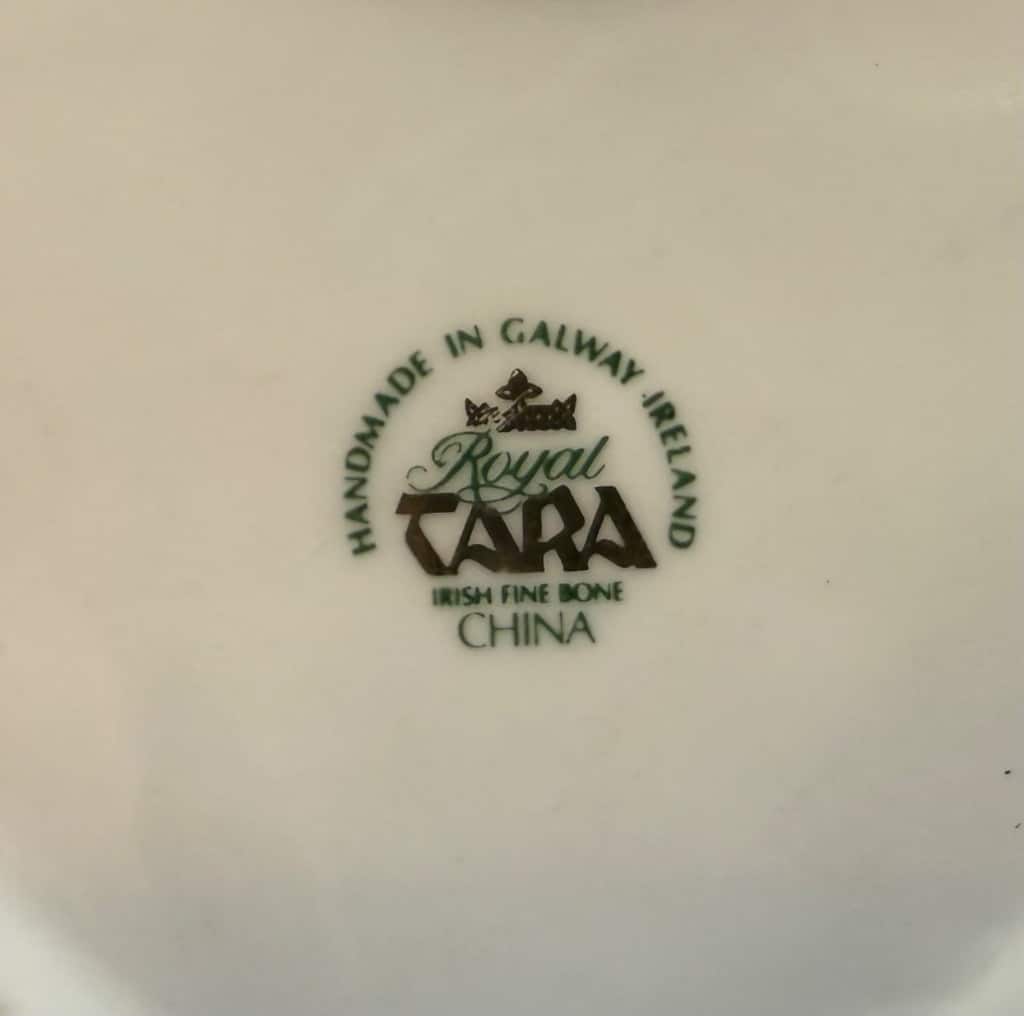 HANDMADE IN GALWAY .IRELAND
Royal
TARA
IRISH FINE BONE
CHINA